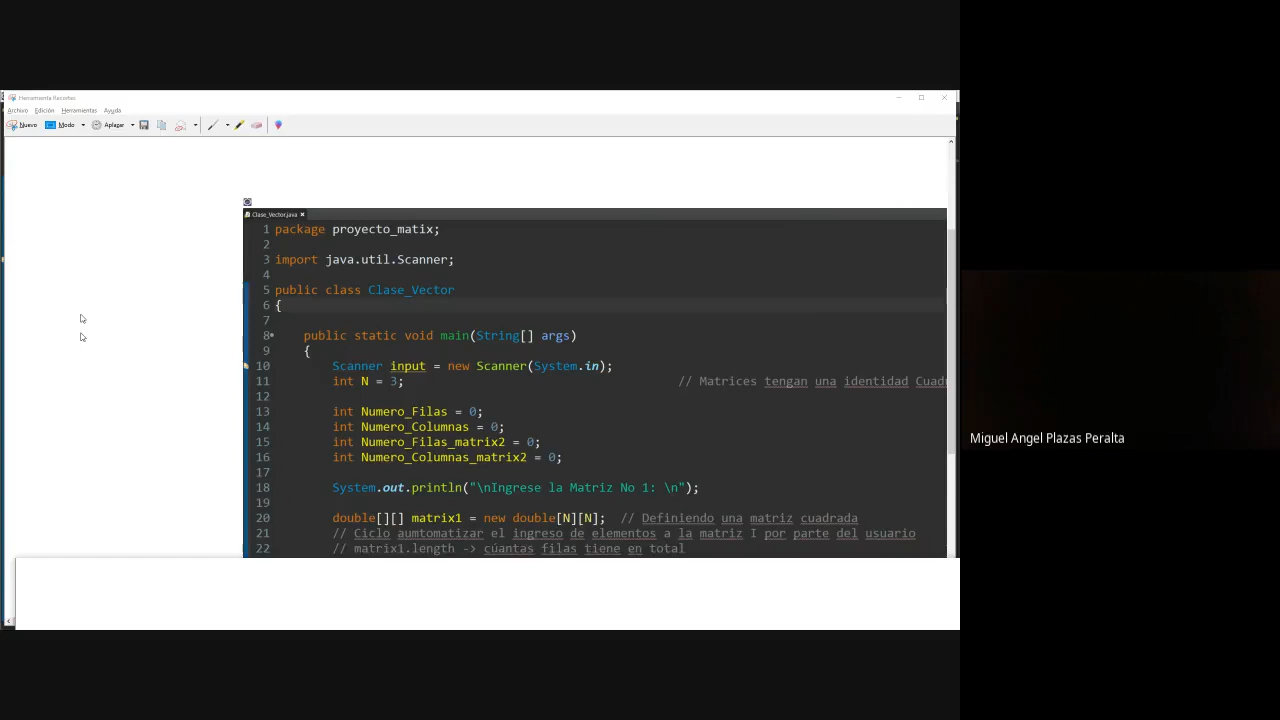 Herramienta Recortes
Archivo Edición Herramientas Ayuda
Nuevo Modo Aplazar
Clase_Vector.java
1 package proyecto_matix;
2
3 import java.util.Scanner;
4
5 public class Clase_Vector
6 {
7
8 public static void main(String[] args)
9 {
10 Scanner input = new Scanner(System.in);
11 int N = 3; // Matrices tengan una identidad Cuad
12
13 int Numero_Filas = 0;
14 int Numero_Columnas = 0;
15 int Numero_Filas_matrix2 = 0;
16 int Numero_Columnas_matrix2 = 0;
17
18 System.out.println("\nIngrese la Matriz No 1: \n");
19
20 double[][] matrix1 = new double[N][N]; // Definiendo una matriz cuadrada
21 // Ciclo aumtomatizar el ingreso de elementos a la matriz I por parte del usuario
22 // matrix1.length -> cúantas filas tiene en total
Miguel Angel Plazas Peralta